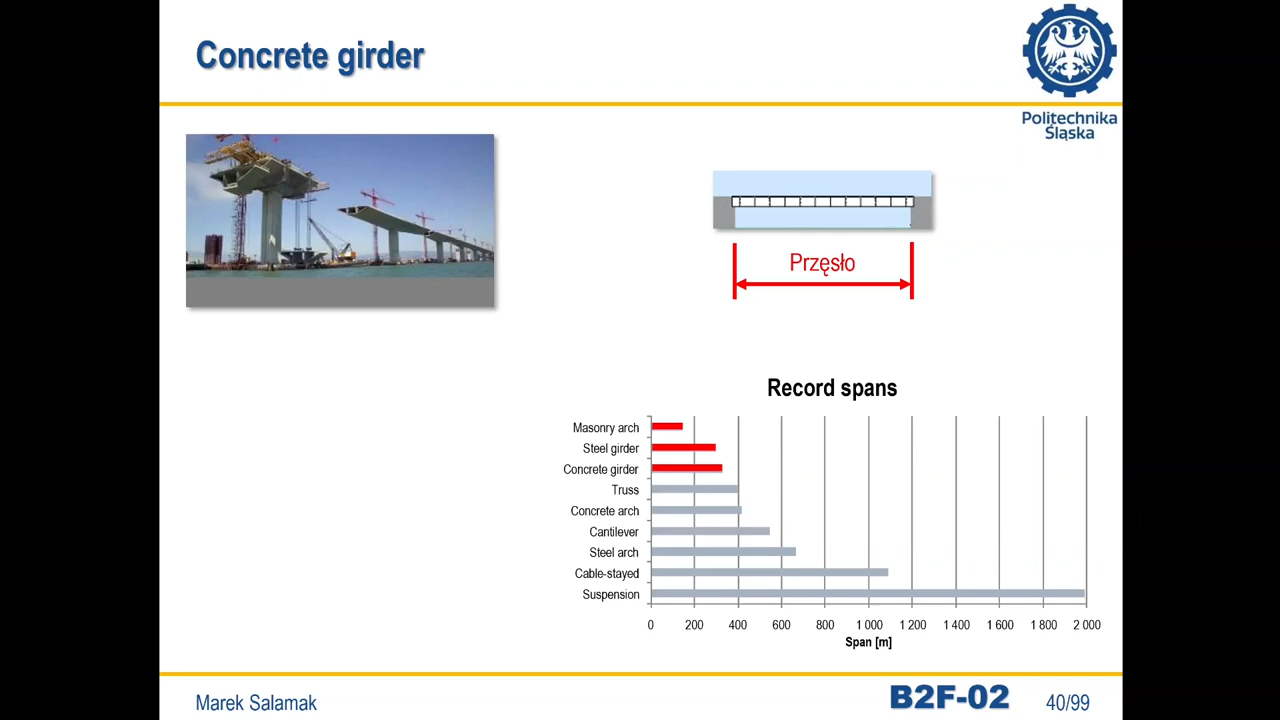 Concrete girder
Politechnika
Śląska
Przęsło
Record spans
Masonry arch
Steel girder
Concrete girder
Truss
Concrete arch
Cantilever
Steel arch
Cable-stayed
Suspension
0 200 400 600 800 1 000 1 200 1 400 1 600 1 800 2 000
Span [m]
Marek Salamak
B2F-02
40/99